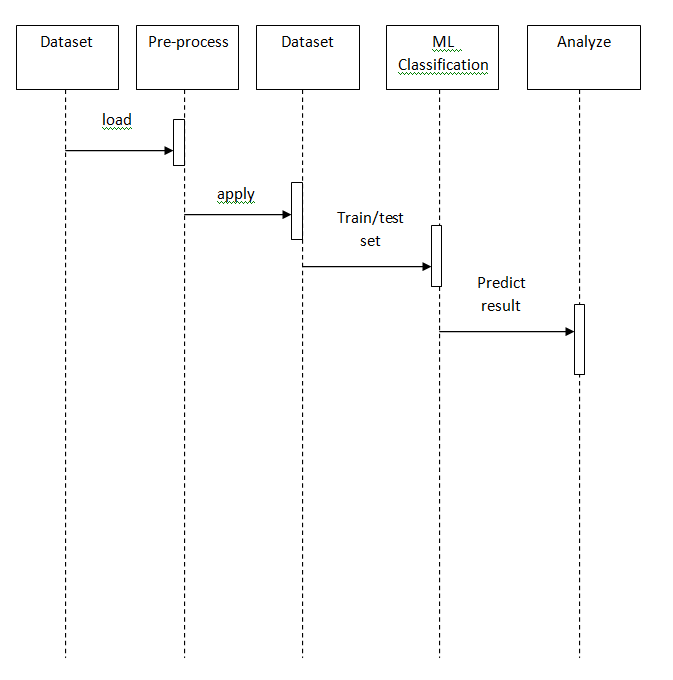 Dataset
Pre-process
Dataset
ML
Classification
Analyze
load
apply
Train/test
set
Predict
result